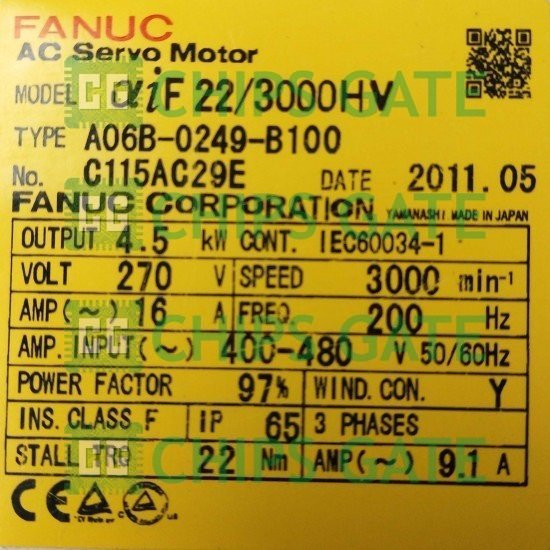 FANUC
AC Servo Motor
MODEL αiF 22/3000HV
TYPE A06B-0249-B100
No. C115AC29E DATE 2011.05
FANUC CORPORATION YAMANASHI MADE IN JAPAN
OUTPUT 4.5 kW CONT. IEC60034-1
VOLT 270 V SPEED 3000 min-1
AMP(~) 16 A FREQ 200 Hz
AMP. INPUT(~) 400-480 V 50/60Hz
POWER FACTOR 97% WIND. CON. Y
INS. CLASS F IP 65 3 PHASES
STALL TRQ 22 Nm AMP(~) 9.1 A
CE
CHIPS GATE
CHIPS GATE
CHIPS GATE
CHIPS GATE